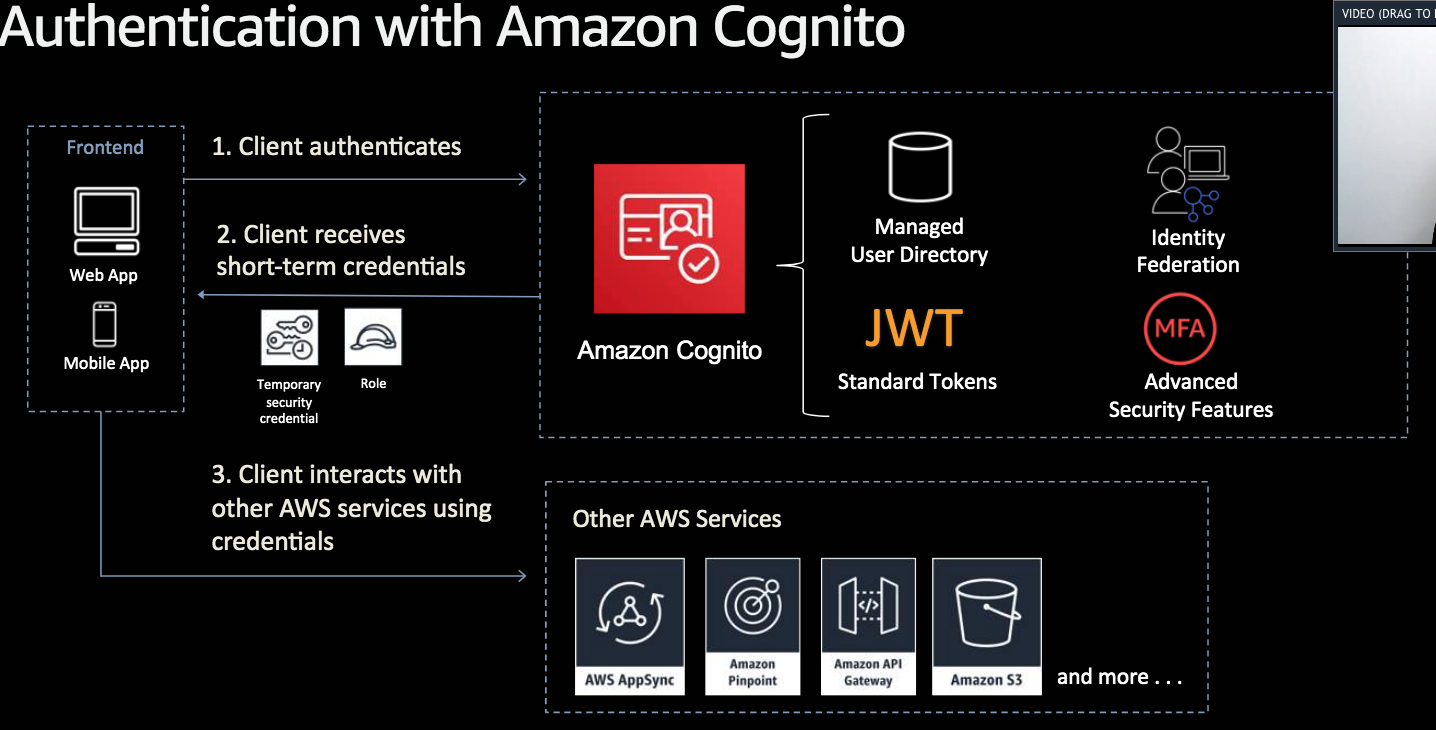 Authentication with Amazon Cognito
VIDEO (DRAG TO
Frontend
Web App
Mobile App
1. Client authenticates
2. Client receives
short-term credentials
Temporary
security
credential
Role
3. Client interacts with
other AWS services using
credentials
Amazon Cognito
Managed
User Directory
Identity
Federation
JWT
Standard Tokens
MFA
Advanced
Security Features
Other AWS Services
AWS AppSync
Amazon
Pinpoint
</>
Amazon API
Gateway
Amazon S3
and more . . .